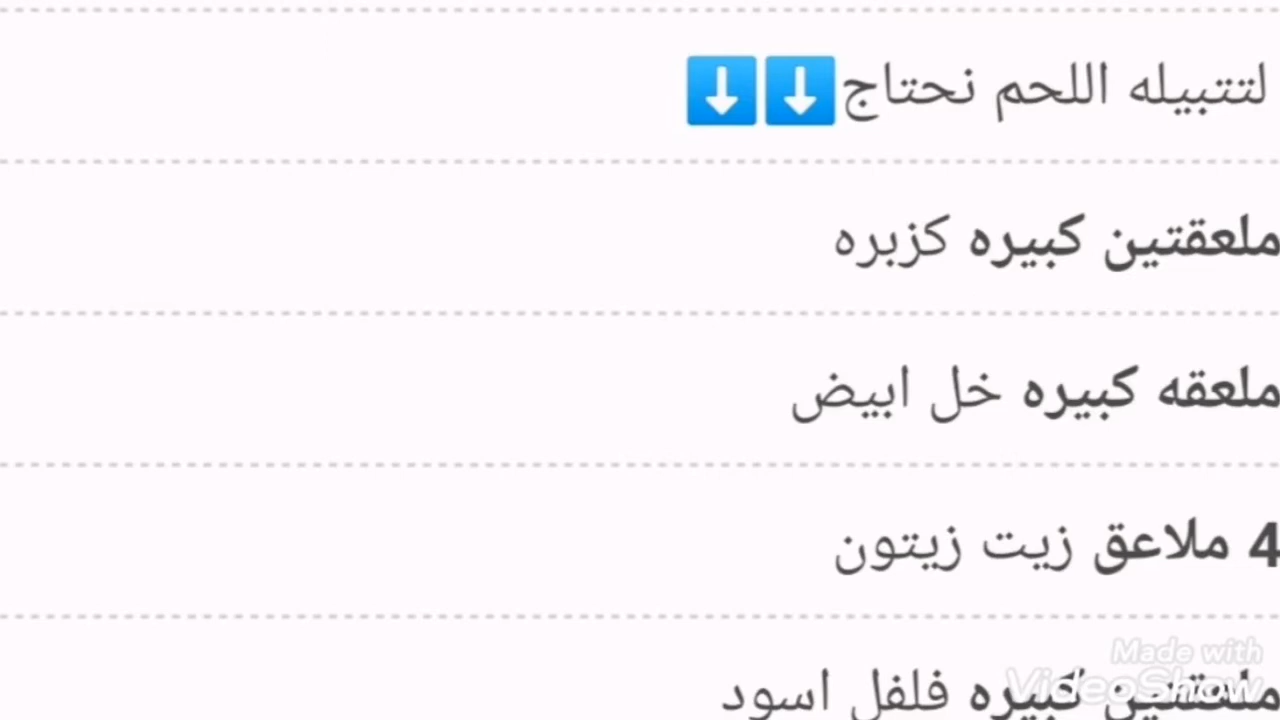 لتتبيله اللحم نحتاج⬇️⬇️
ملعقتين كبيره كزبره
ملعقه كبيره خل ابيض
4 ملاعق زيت زيتون
ملعقتين كبيره فلفل اسود
Made with
VideoShow